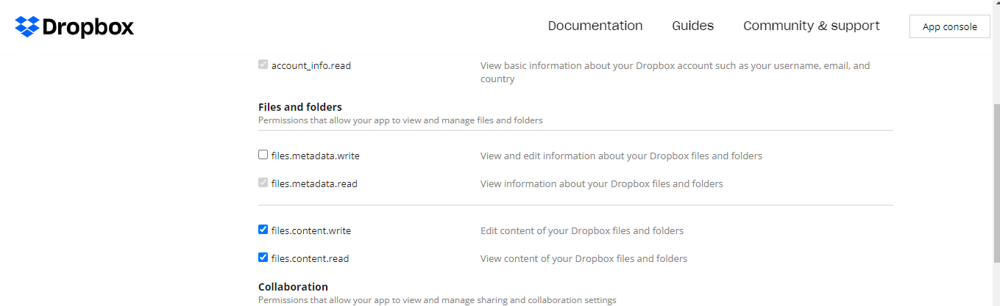 Dropbox
Documentation Guides Community & support App console
account_info.read View basic information about your Dropbox account such as your username, email, and
country
Files and folders
Permissions that allow your app to view and manage files and folders
files.metadata.write View and edit information about your Dropbox files and folders
files.metadata.read View information about your Dropbox files and folders
files.content.write Edit content of your Dropbox files and folders
files.content.read View content of your Dropbox files and folders
Collaboration
Permissions that allow your app to view and manage sharing and collaboration settings